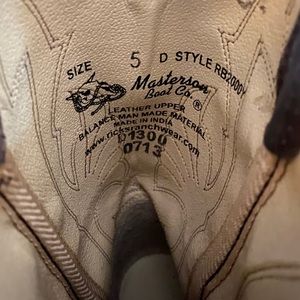 SIZE 5 D STYLE RB2000
Masterson
Boot Co.®
LEATHER UPPER
BALANCE MAN MADE MATERIAL
MADE IN INDIA
www.ricksranchwear.com
D1300
0713